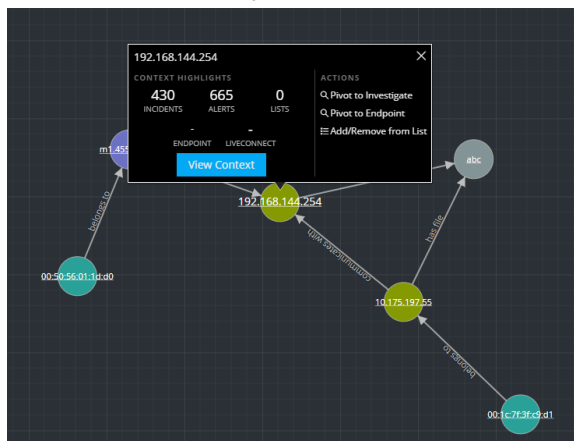 192.168.144.254
CONTEXT HIGHLIGHTS
430 665 0
INCIDENTS ALERTS LISTS
- -
ENDPOINT LIVECONNECT
View Context
ACTIONS
Pivot to Investigate
Pivot to Endpoint
Add/Remove from List
m1.455
abc
192.168.144.254
belongs to
has file
communicates with
00:50:56:01:1d:d0
10.175.197.55
belongs to
00:1c:7f:3f:c9:d1